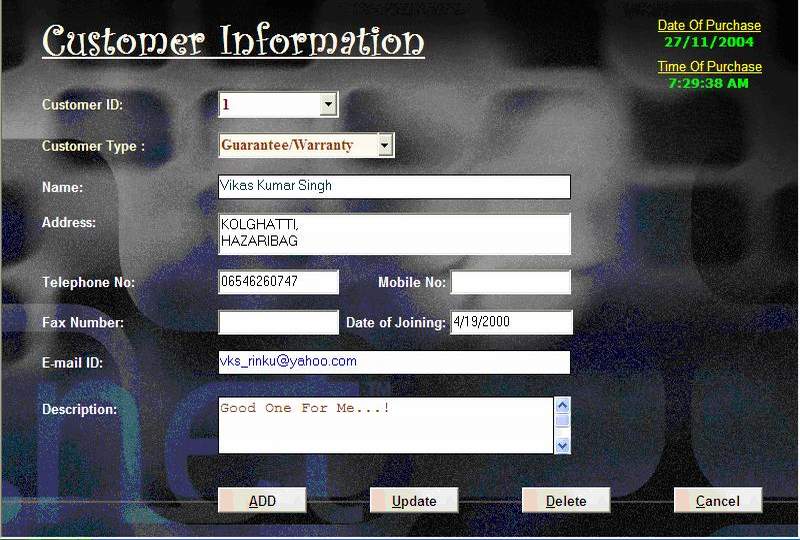 Customer Information
Date Of Purchase
27/11/2004
Time Of Purchase
7:29:38 AM
Customer ID: 1
Customer Type : Guarantee/Warranty
Name: Vikas Kumar Singh
Address: KOLGHATTI,
HAZARIBAG
Telephone No: 06546260747 Mobile No:
Fax Number: Date of Joining: 4/19/2000
E-mail ID: vks_rinku@yahoo.com
Description: Good One For Me...!
.net
ADD Update Delete Cancel